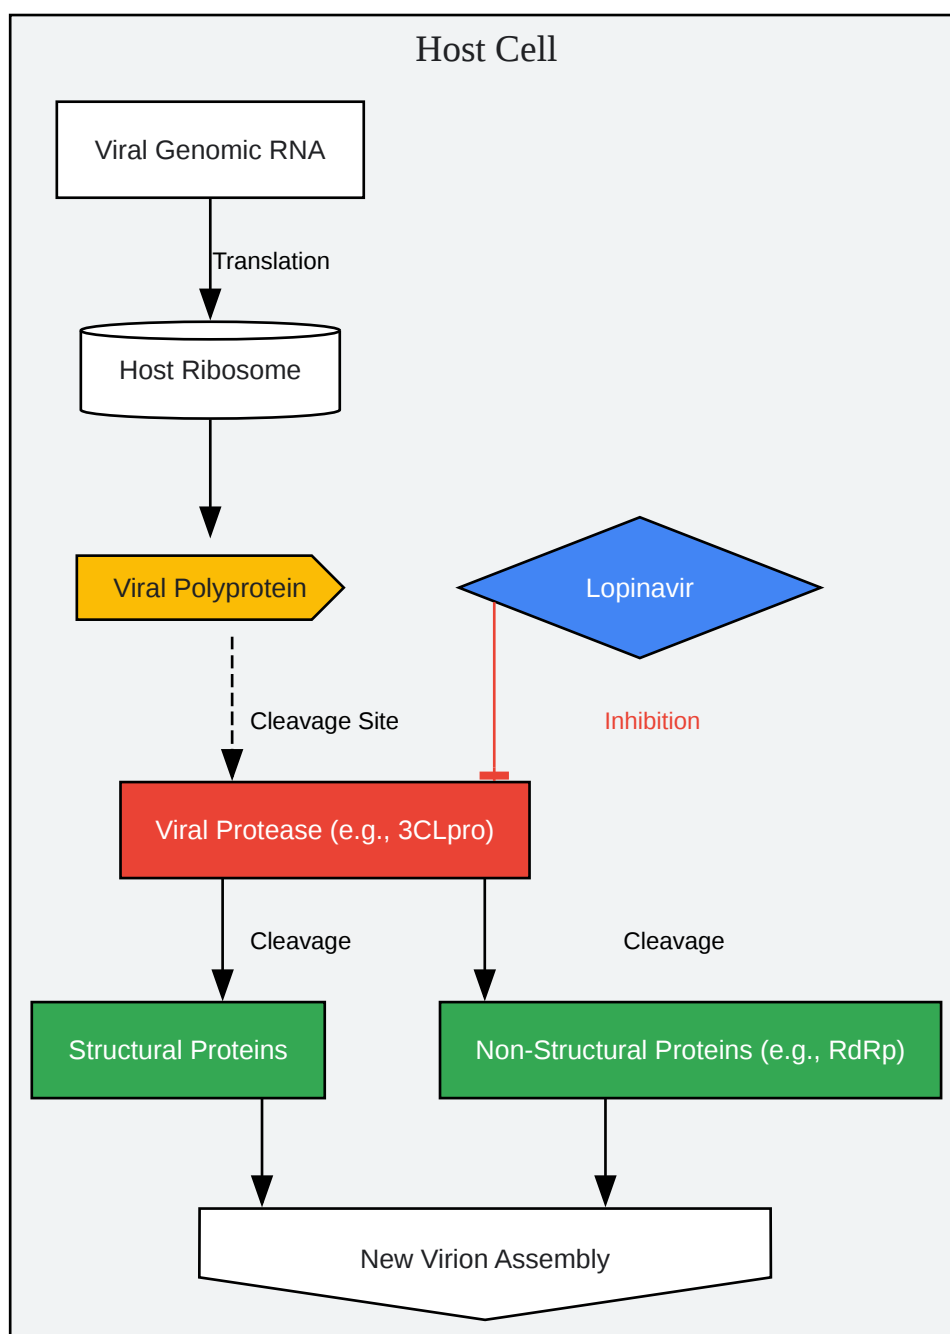 Host Cell
Viral Genomic RNA
Translation
Host Ribosome
Viral Polyprotein
Lopinavir
Cleavage Site
Inhibition
Viral Protease (e.g., 3CLpro)
Cleavage
Cleavage
Structural Proteins
Non-Structural Proteins (e.g., RdRp)
New Virion Assembly